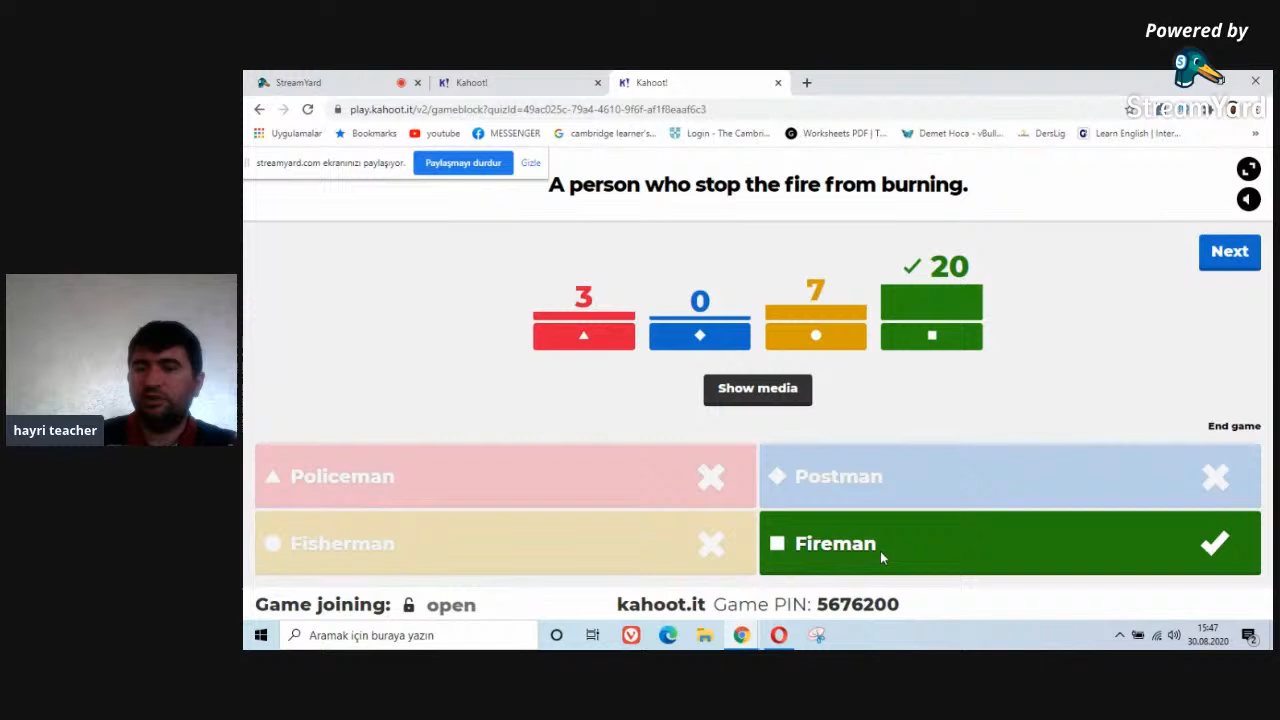 Powered by
StreamYard
StreamYard
Kahoot!
Kahoot!
play.kahoot.it/v2/gameblock?quizId=49ac025c-79a4-4610-9f6f-af1f8eaaf6c3
Uygulamalar
Bookmarks
youtube
MESSENGER
cambridge learner's...
Login - The Cambri...
Worksheets PDF | T...
Demet Hoca - vBull...
DersLig
Learn English | Inter...
streamyard.com ekranınızı paylaşıyor.
Paylaşmayı durdur
Gizle
A person who stop the fire from burning.
Next
3
0
7
20
Show media
End game
hayri teacher
Policeman
Postman
Fisherman
Fireman
Game joining: open
kahoot.it Game PIN: 5676200
Aramak için buraya yazın
15:47
30.08.2020
2